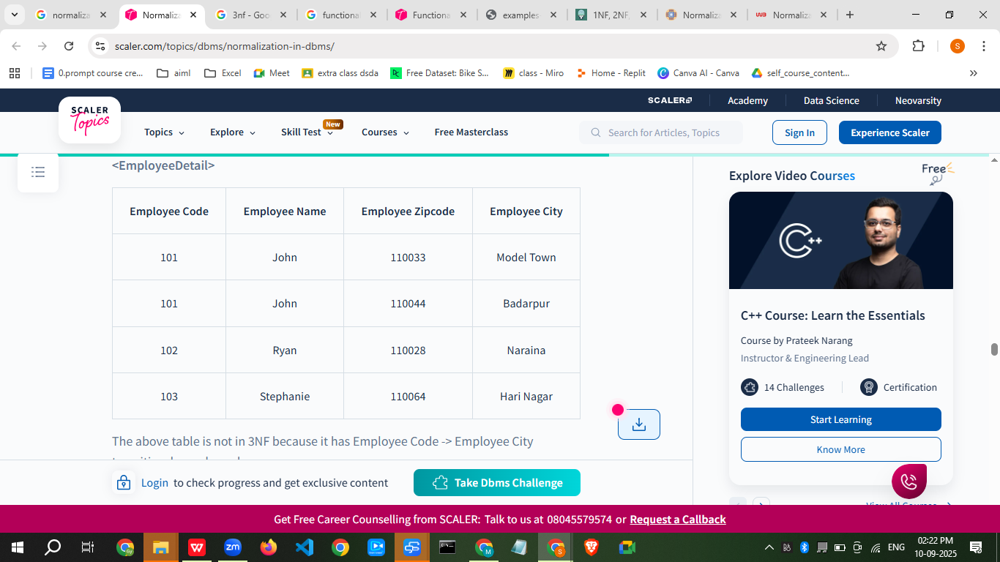 normaliza
Normaliza
3nf - Goo
functional
Functiona
examples
1NF, 2NF,
Normaliza
Normaliza
scaler.com/topics/dbms/normalization-in-dbms/
S
0.prompt course cre...
aiml
Excel
Meet
extra class dsda
Free Dataset: Bike S...
class - Miro
Home - Replit
Canva AI - Canva
self_course_content...
SCALER
Academy
Data Science
Neovarsity
SCALER
Topics
Topics
Explore
Skill Test
New
Courses
Free Masterclass
Search for Articles, Topics
Sign In
Experience Scaler
<EmployeeDetail>
Employee Code Employee Name Employee Zipcode Employee City
101 John 110033 Model Town
101 John 110044 Badarpur
102 Ryan 110028 Naraina
103 Stephanie 110064 Hari Nagar
The above table is not in 3NF because it has Employee Code -> Employee City
Explore Video Courses
Free
C++
C++ Course: Learn the Essentials
Course by Prateek Narang
Instructor & Engineering Lead
14 Challenges
Certification
Start Learning
Know More
View All Courses
Login to check progress and get exclusive content
Take Dbms Challenge
Get Free Career Counselling from SCALER: Talk to us at 08045579574 or Request a Callback
zm
ENG
02:22 PM
10-09-2025